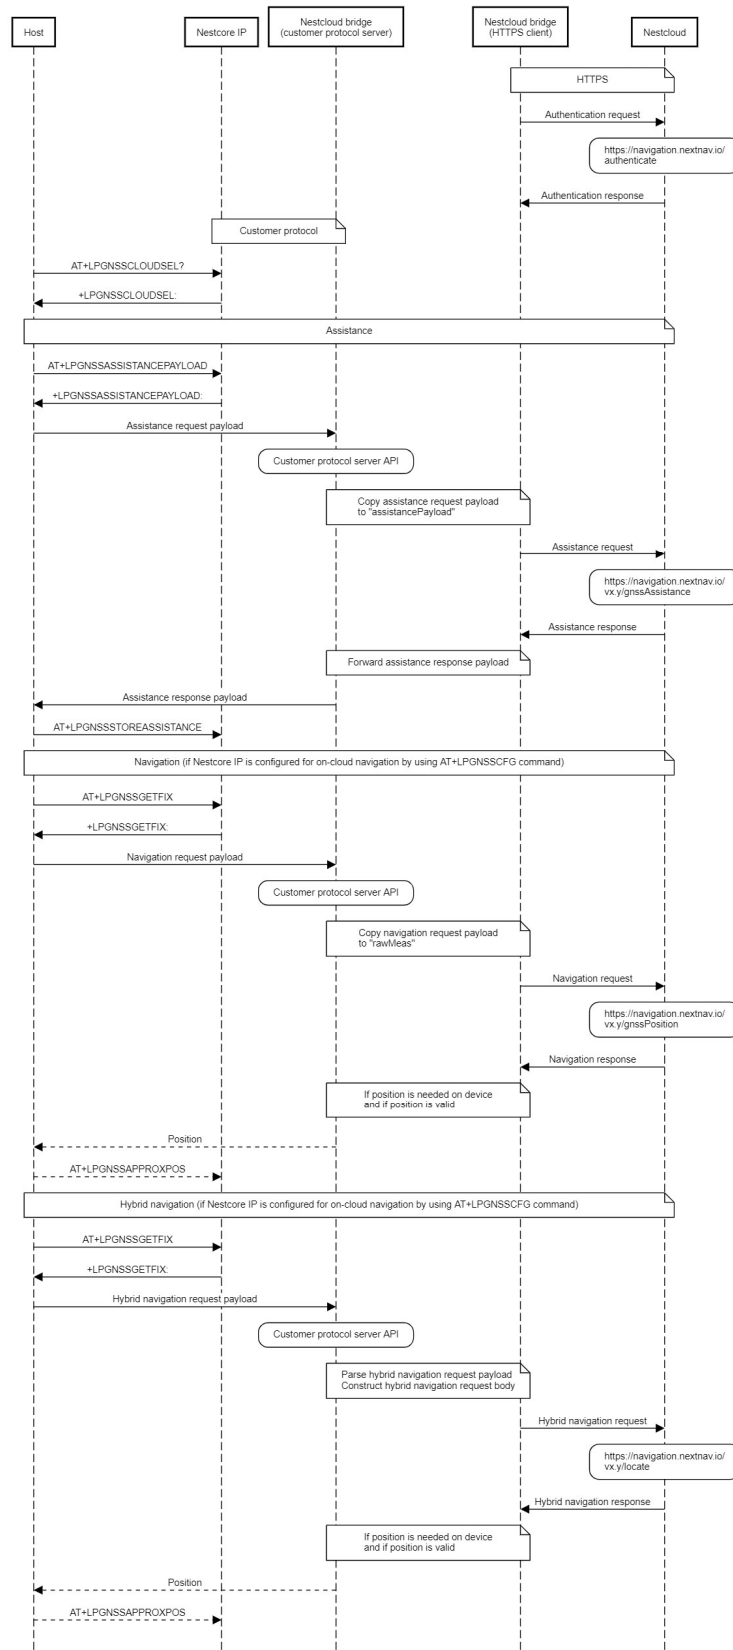 Host
Nestcore IP
Nestcloud bridge
(customer protocol server)
Nestcloud bridge
(HTTPS client)
Nestcloud
HTTPS
Authentication request
https://navigation.nextnav.io/
authenticate
Authentication response
Customer protocol
AT+LPGNSSCLOUDSEL?
+LPGNSSCLOUDSEL:
Assistance
AT+LPGNSSASSISTANCEPAYLOAD
+LPGNSSASSISTANCEPAYLOAD:
Assistance request payload
Customer protocol server API
Copy assistance request payload
to "assistancePayload"
Assistance request
https://navigation.nextnav.io/
vx.y/gnssAssistance
Assistance response
Forward assistance response payload
Assistance response payload
AT+LPGNSSSTOREASSISTANCE
Navigation (if Nestcore IP is configured for on-cloud navigation by using AT+LPGNSSCFG command)
AT+LPGNSSGETFIX
+LPGNSSGETFIX:
Navigation request payload
Customer protocol server API
Copy navigation request payload
to "rawMeas"
Navigation request
https://navigation.nextnav.io/
vx.y/gnssPosition
Navigation response
If position is needed on device
and if position is valid
Position
AT+LPGNSSAPPROXPOS
Hybrid navigation (if Nestcore IP is configured for on-cloud navigation by using AT+LPGNSSCFG command)
AT+LPGNSSGETFIX
+LPGNSSGETFIX:
Hybrid navigation request payload
Customer protocol server API
Parse hybrid navigation request payload
Construct hybrid navigation request body
Hybrid navigation request
https://navigation.nextnav.io/
vx.y/locate
Hybrid navigation response
If position is needed on device
and if position is valid
Position
AT+LPGNSSAPPROXPOS